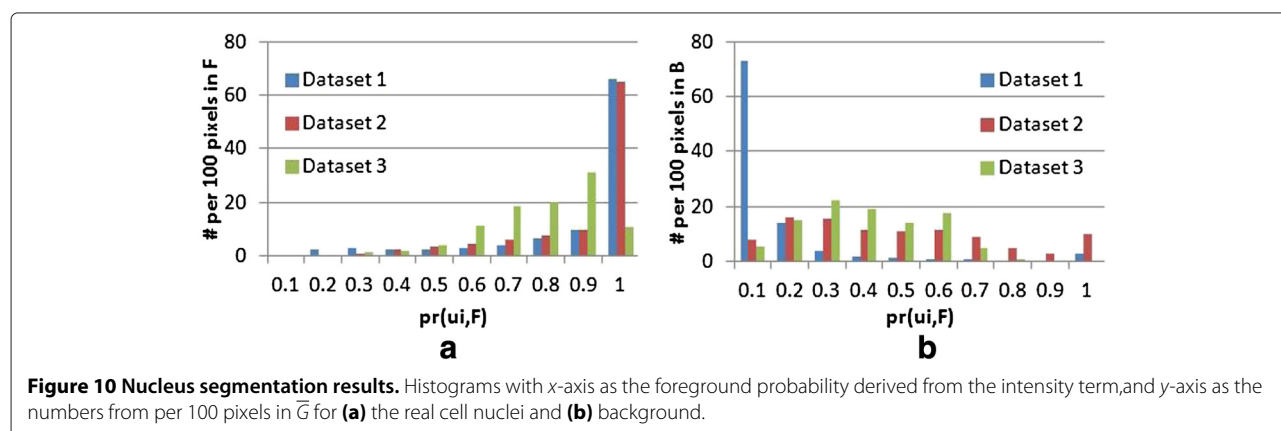 80
60
40
20
0
# per 100 pixels in F
Dataset 1
Dataset 2
Dataset 3
0.1 0.2 0.3 0.4 0.5 0.6 0.7 0.8 0.9 1
pr(ui,F)
a
80
60
40
20
0
# per 100 pixels in B
Dataset 1
Dataset 2
Dataset 3
0.1 0.2 0.3 0.4 0.5 0.6 0.7 0.8 0.9 1
pr(ui,F)
b
Figure 10 Nucleus segmentation results. Histograms with x-axis as the foreground probability derived from the intensity term,and y-axis as the
numbers from per 100 pixels in G̅ for (a) the real cell nuclei and (b) background.